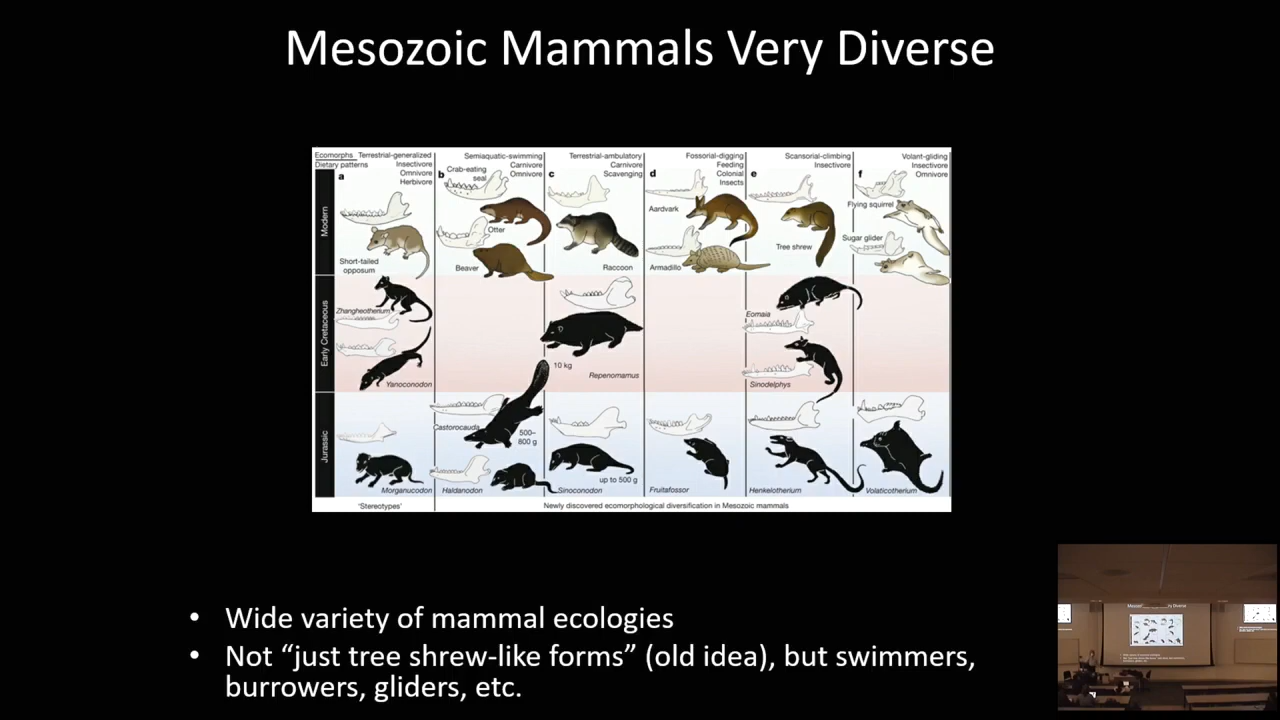 Mesozoic Mammals Very Diverse
Ecomorphs
Dietary patterns
Terrestrial-generalized
Insectivore
Omnivore
Herbivore
Semiaquatic-swimming
Carnivore
Omnivore
Terrestrial-ambulatory
Carnivore
Scavenging
Fossorial-digging
Feeding
Colonial
Insects
Scansorial-climbing
Insectivore
Volant-gliding
Insectivore
Omnivore
a
b
c
d
e
f
Modern
Short-tailed
opposum
Crab-eating
seal
Otter
Beaver
Raccoon
Aardvark
Armadillo
Tree shrew
Flying squirrel
Sugar glider
Early Cretaceous
Zhangheotherium
Yanoconodon
10 kg
Repenomamus
Eomaia
Sinodelphys
Jurassic
Morganucodon
Castorocauda
500–
800 g
Haldanodon
Sinoconodon
up to 500 g
Fruitafossor
Henkelotherium
Volaticotherium
'Stereotypes'
Newly discovered ecomorphological diversification in Mesozoic mammals
• Wide variety of mammal ecologies
• Not “just tree shrew-like forms” (old idea), but swimmers,
burrowers, gliders, etc.